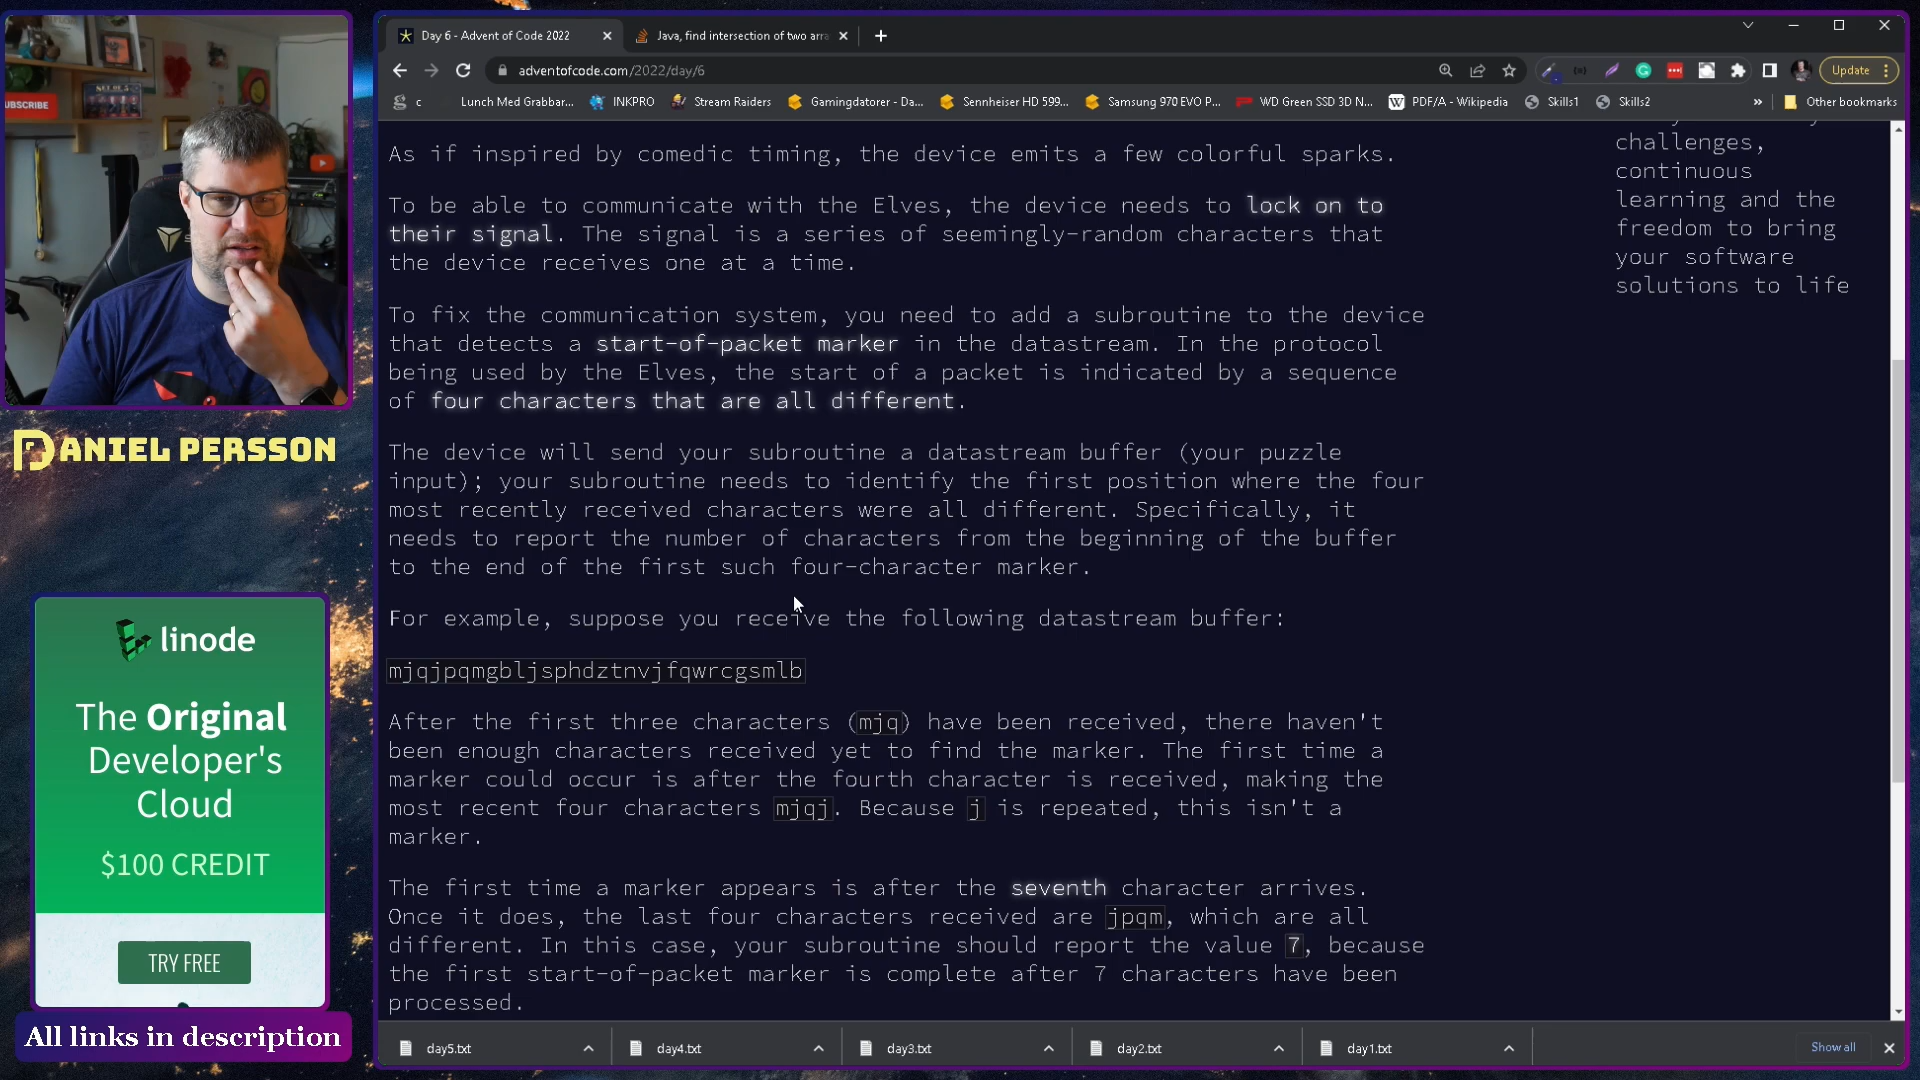 Day 6 - Advent of Code 2022
Java, find intersection of two arra
adventofcode.com/2022/day/6
Update
c
Lunch Med Grabbar...
INKPRO
Stream Raiders
Gamingdatorer - Da...
Sennheiser HD 599...
Samsung 970 EVO P...
WD Green SSD 3D N...
PDF/A - Wikipedia
Skills1
Skills2
»
Other bookmarks
As if inspired by comedic timing, the device emits a few colorful sparks.
To be able to communicate with the Elves, the device needs to lock on to
their signal. The signal is a series of seemingly-random characters that
the device receives one at a time.
To fix the communication system, you need to add a subroutine to the device
that detects a start-of-packet marker in the datastream. In the protocol
being used by the Elves, the start of a packet is indicated by a sequence
of four characters that are all different.
The device will send your subroutine a datastream buffer (your puzzle
input); your subroutine needs to identify the first position where the four
most recently received characters were all different. Specifically, it
needs to report the number of characters from the beginning of the buffer
to the end of the first such four-character marker.
For example, suppose you receive the following datastream buffer:
mjqjpqmgbljsphdztnvjfqwrcgsmlb
After the first three characters (mjq) have been received, there haven't
been enough characters received yet to find the marker. The first time a
marker could occur is after the fourth character is received, making the
most recent four characters mjqj. Because j is repeated, this isn't a
marker.
The first time a marker appears is after the seventh character arrives.
Once it does, the last four characters received are jpqm, which are all
different. In this case, your subroutine should report the value 7, because
the first start-of-packet marker is complete after 7 characters have been
processed.
challenges,
continuous
learning and the
freedom to bring
your software
solutions to life
day5.txt
day4.txt
day3.txt
day2.txt
day1.txt
Show all
SUBSCRIBE
DANIEL PERSSON
linode
The Original
Developer's
Cloud
$100 CREDIT
TRY FREE
All links in description